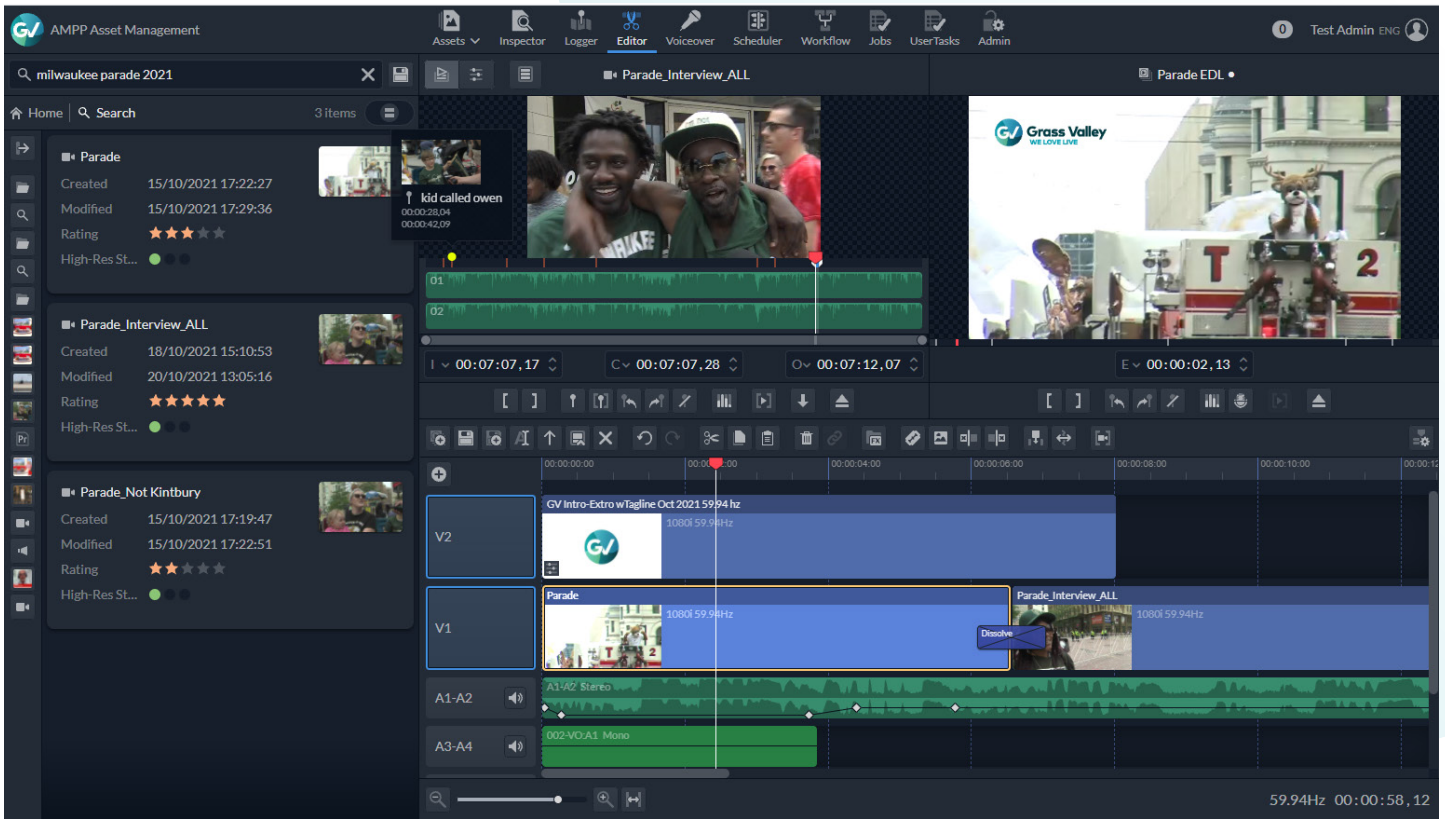 GV AMPP Asset Management
Assets
Inspector
Logger
Editor
Voiceover
Scheduler
Workflow
Jobs
UserTasks
Admin
0
Test Admin ENG
milwaukee parade 2021
Parade_Interview_ALL
Parade EDL
Home
Search
3 items
Parade
Created 15/10/2021 17:22:27
Modified 15/10/2021 17:29:36
Rating
High-Res St...
kid called owen
00:00:28,04
00:00:42,09
Parade_Interview_ALL
Created 18/10/2021 15:10:53
Modified 20/10/2021 13:05:16
Rating
High-Res St...
Parade_Not Kintbury
Created 15/10/2021 17:19:47
Modified 15/10/2021 17:22:51
Rating
High-Res St...
Pr
01
02
GV Grass Valley
WE LOVE LIVE
T 2
I 00:07:07,17
C 00:07:07,28
O 00:07:12,07
E 00:00:02,13
00:00:00:00
00:00:04:00
00:00:06:00
00:00:08:00
00:00:10:00
V2
GV Intro-Extro wTagline Oct 2021 59.94 hz
1080i 59.94Hz
GV
V1
Parade
1080i 59.94Hz
T 2
Dissolve
Parade_Interview_ALL
1080i 59.94Hz
A1-A2
A1-A2 Stereo
A3-A4
002-VO:A1 Mono
59.94Hz 00:00:58,12